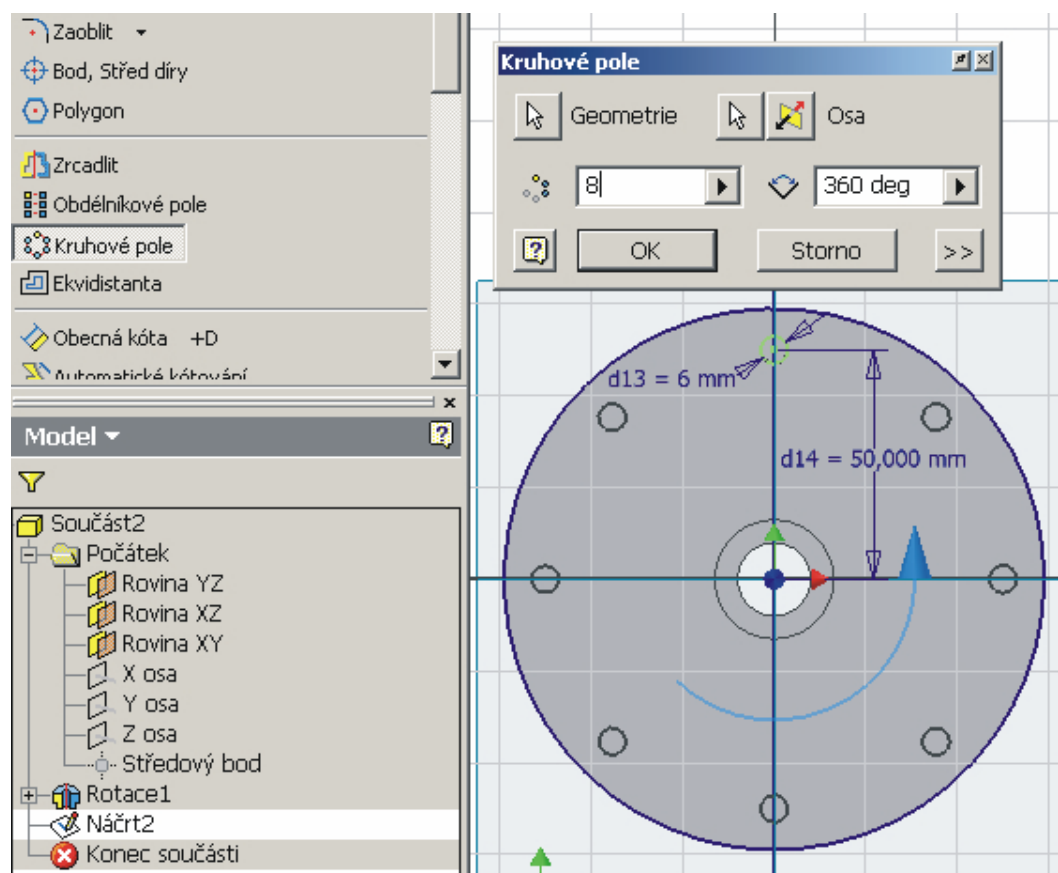 Zaoblit
Bod, Střed díry
Polygon
Zrcadlit
Obdélníkové pole
Kruhové pole
Ekvidistanta
Obecná kóta +D
Automatické kótování
Model
Součást2
Počátek
Rovina YZ
Rovina XZ
Rovina XY
X osa
Y osa
Z osa
Středový bod
Rotace1
Náčrt2
Konec součásti
Kruhové pole
Geometrie
Osa
8
360 deg
OK
Storno
>>
d13 = 6 mm
d14 = 50,000 mm